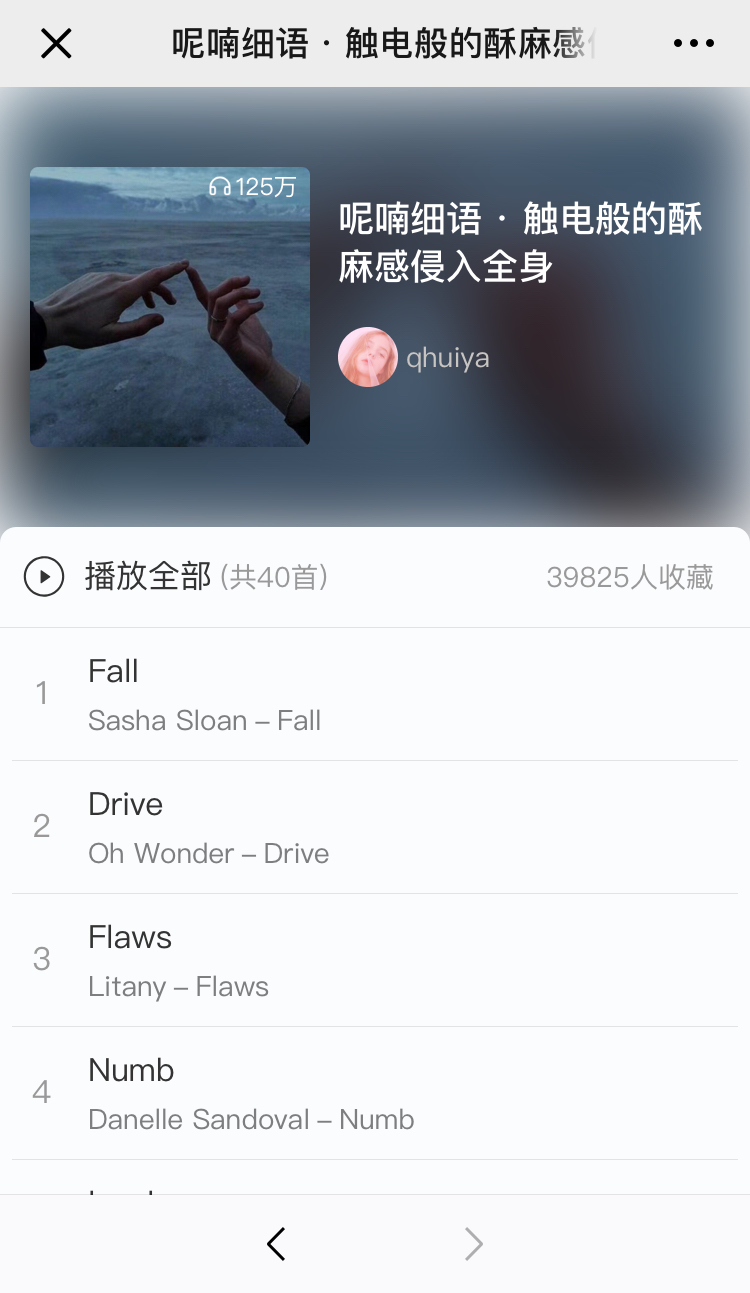 呢喃细语 · 触电般的酥麻感
125万
呢喃细语 · 触电般的酥
麻感侵入全身
qhuiya
播放全部 (共40首)
39825人收藏
1
Fall
Sasha Sloan – Fall
2
Drive
Oh Wonder – Drive
3
Flaws
Litany – Flaws
4
Numb
Danelle Sandoval – Numb